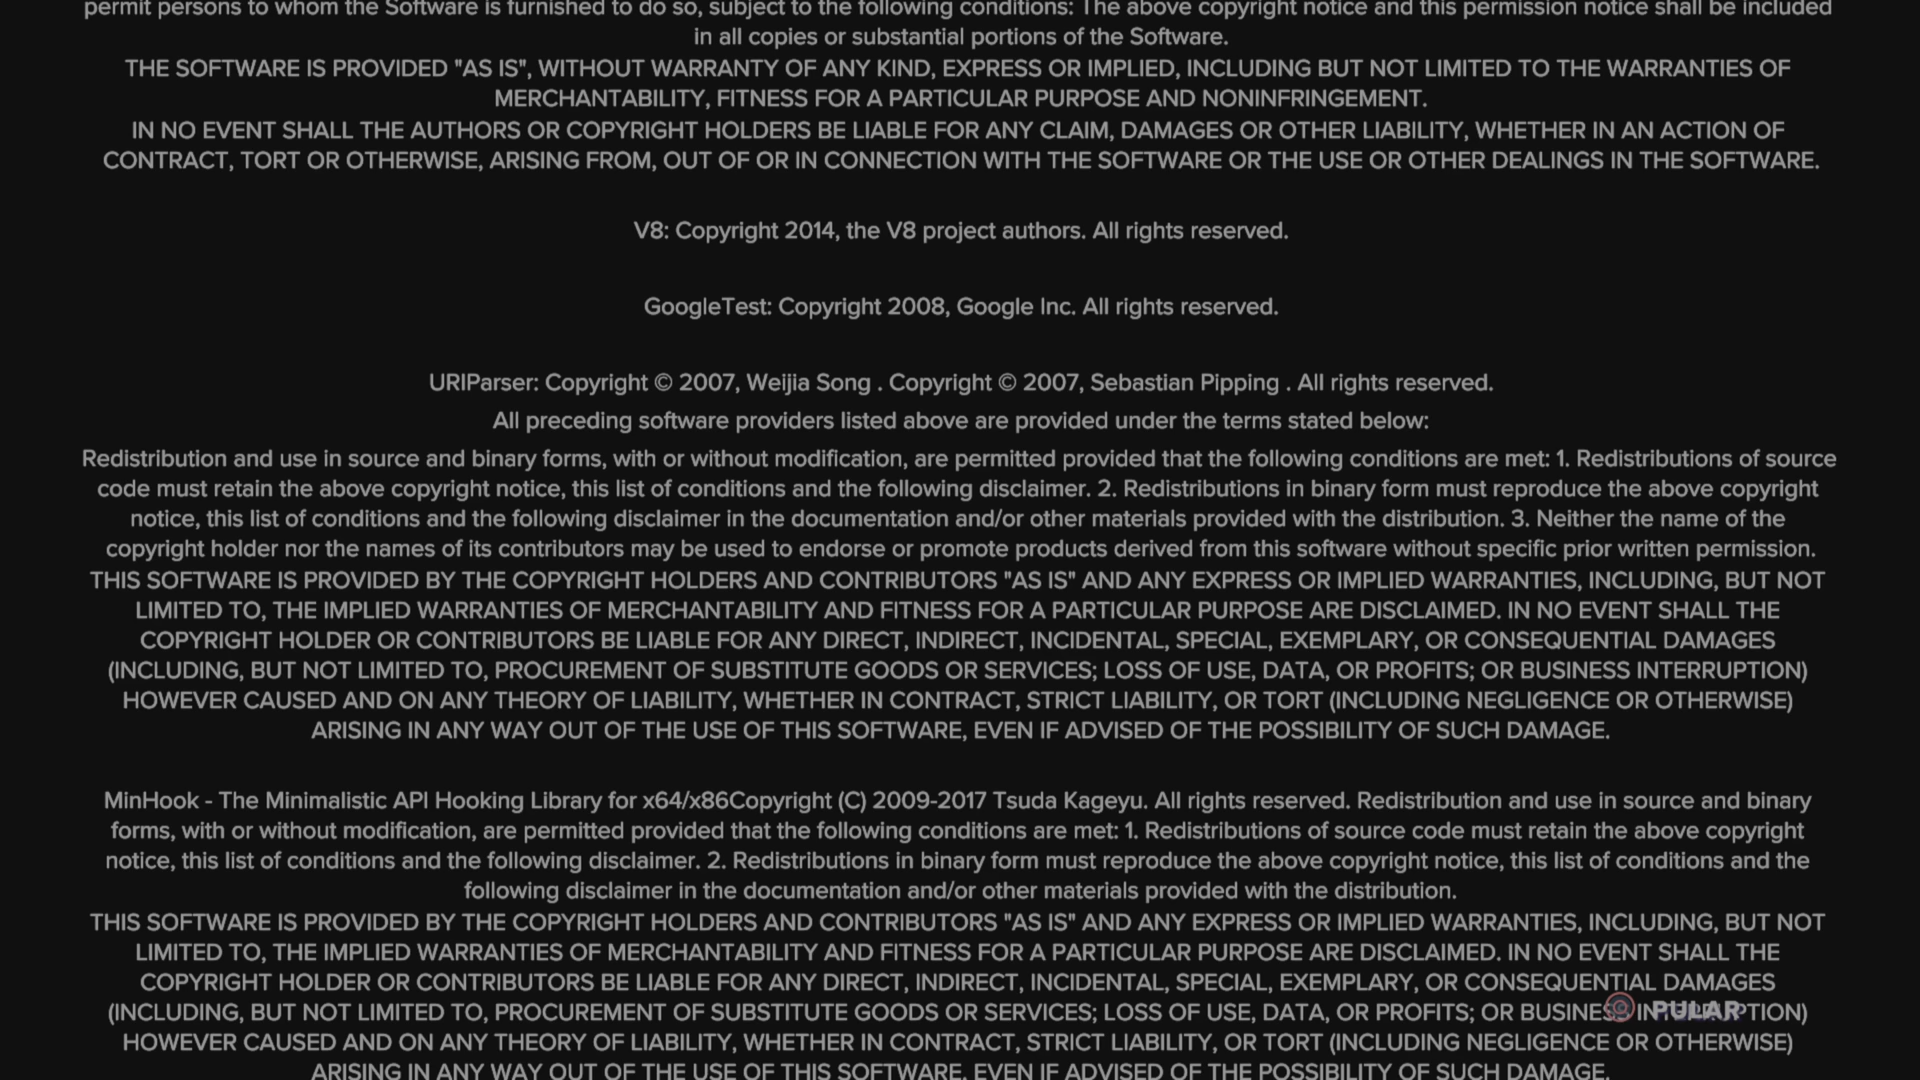 permit persons to whom the Software is furnished to do so, subject to the following conditions: The above copyright notice and this permission notice shall be included
in all copies or substantial portions of the Software.
THE SOFTWARE IS PROVIDED "AS IS", WITHOUT WARRANTY OF ANY KIND, EXPRESS OR IMPLIED, INCLUDING BUT NOT LIMITED TO THE WARRANTIES OF
MERCHANTABILITY, FITNESS FOR A PARTICULAR PURPOSE AND NONINFRINGEMENT.
IN NO EVENT SHALL THE AUTHORS OR COPYRIGHT HOLDERS BE LIABLE FOR ANY CLAIM, DAMAGES OR OTHER LIABILITY, WHETHER IN AN ACTION OF
CONTRACT, TORT OR OTHERWISE, ARISING FROM, OUT OF OR IN CONNECTION WITH THE SOFTWARE OR THE USE OR OTHER DEALINGS IN THE SOFTWARE.
V8: Copyright 2014, the V8 project authors. All rights reserved.
GoogleTest: Copyright 2008, Google Inc. All rights reserved.
URIParser: Copyright © 2007, Weijia Song . Copyright © 2007, Sebastian Pipping . All rights reserved.
All preceding software providers listed above are provided under the terms stated below:
Redistribution and use in source and binary forms, with or without modification, are permitted provided that the following conditions are met: 1. Redistributions of source
code must retain the above copyright notice, this list of conditions and the following disclaimer. 2. Redistributions in binary form must reproduce the above copyright
notice, this list of conditions and the following disclaimer in the documentation and/or other materials provided with the distribution. 3. Neither the name of the
copyright holder nor the names of its contributors may be used to endorse or promote products derived from this software without specific prior written permission.
THIS SOFTWARE IS PROVIDED BY THE COPYRIGHT HOLDERS AND CONTRIBUTORS "AS IS" AND ANY EXPRESS OR IMPLIED WARRANTIES, INCLUDING, BUT NOT
LIMITED TO, THE IMPLIED WARRANTIES OF MERCHANTABILITY AND FITNESS FOR A PARTICULAR PURPOSE ARE DISCLAIMED. IN NO EVENT SHALL THE
COPYRIGHT HOLDER OR CONTRIBUTORS BE LIABLE FOR ANY DIRECT, INDIRECT, INCIDENTAL, SPECIAL, EXEMPLARY, OR CONSEQUENTIAL DAMAGES
(INCLUDING, BUT NOT LIMITED TO, PROCUREMENT OF SUBSTITUTE GOODS OR SERVICES; LOSS OF USE, DATA, OR PROFITS; OR BUSINESS INTERRUPTION)
HOWEVER CAUSED AND ON ANY THEORY OF LIABILITY, WHETHER IN CONTRACT, STRICT LIABILITY, OR TORT (INCLUDING NEGLIGENCE OR OTHERWISE)
ARISING IN ANY WAY OUT OF THE USE OF THIS SOFTWARE, EVEN IF ADVISED OF THE POSSIBILITY OF SUCH DAMAGE.
MinHook - The Minimalistic API Hooking Library for x64/x86Copyright (C) 2009-2017 Tsuda Kageyu. All rights reserved. Redistribution and use in source and binary
forms, with or without modification, are permitted provided that the following conditions are met: 1. Redistributions of source code must retain the above copyright
notice, this list of conditions and the following disclaimer. 2. Redistributions in binary form must reproduce the above copyright notice, this list of conditions and the
following disclaimer in the documentation and/or other materials provided with the distribution.
THIS SOFTWARE IS PROVIDED BY THE COPYRIGHT HOLDERS AND CONTRIBUTORS "AS IS" AND ANY EXPRESS OR IMPLIED WARRANTIES, INCLUDING, BUT NOT
LIMITED TO, THE IMPLIED WARRANTIES OF MERCHANTABILITY AND FITNESS FOR A PARTICULAR PURPOSE ARE DISCLAIMED. IN NO EVENT SHALL THE
COPYRIGHT HOLDER OR CONTRIBUTORS BE LIABLE FOR ANY DIRECT, INDIRECT, INCIDENTAL, SPECIAL, EXEMPLARY, OR CONSEQUENTIAL DAMAGES
(INCLUDING, BUT NOT LIMITED TO, PROCUREMENT OF SUBSTITUTE GOODS OR SERVICES; LOSS OF USE, DATA, OR PROFITS; OR
PULAR
HOWEVER CAUSED AND ON ANY THEORY OF LIABILITY, WHETHER IN CONTRACT, STRICT LIABILITY, OR TORT (INCLUDING NEGLIGENCE OR OTHERWISE)
ARISING IN ANY WAY OUT OF THE USE OF THIS SOFTWARE, EVEN IF ADVISED OF THE POSSIBILITY OF SUCH DAMAGE.